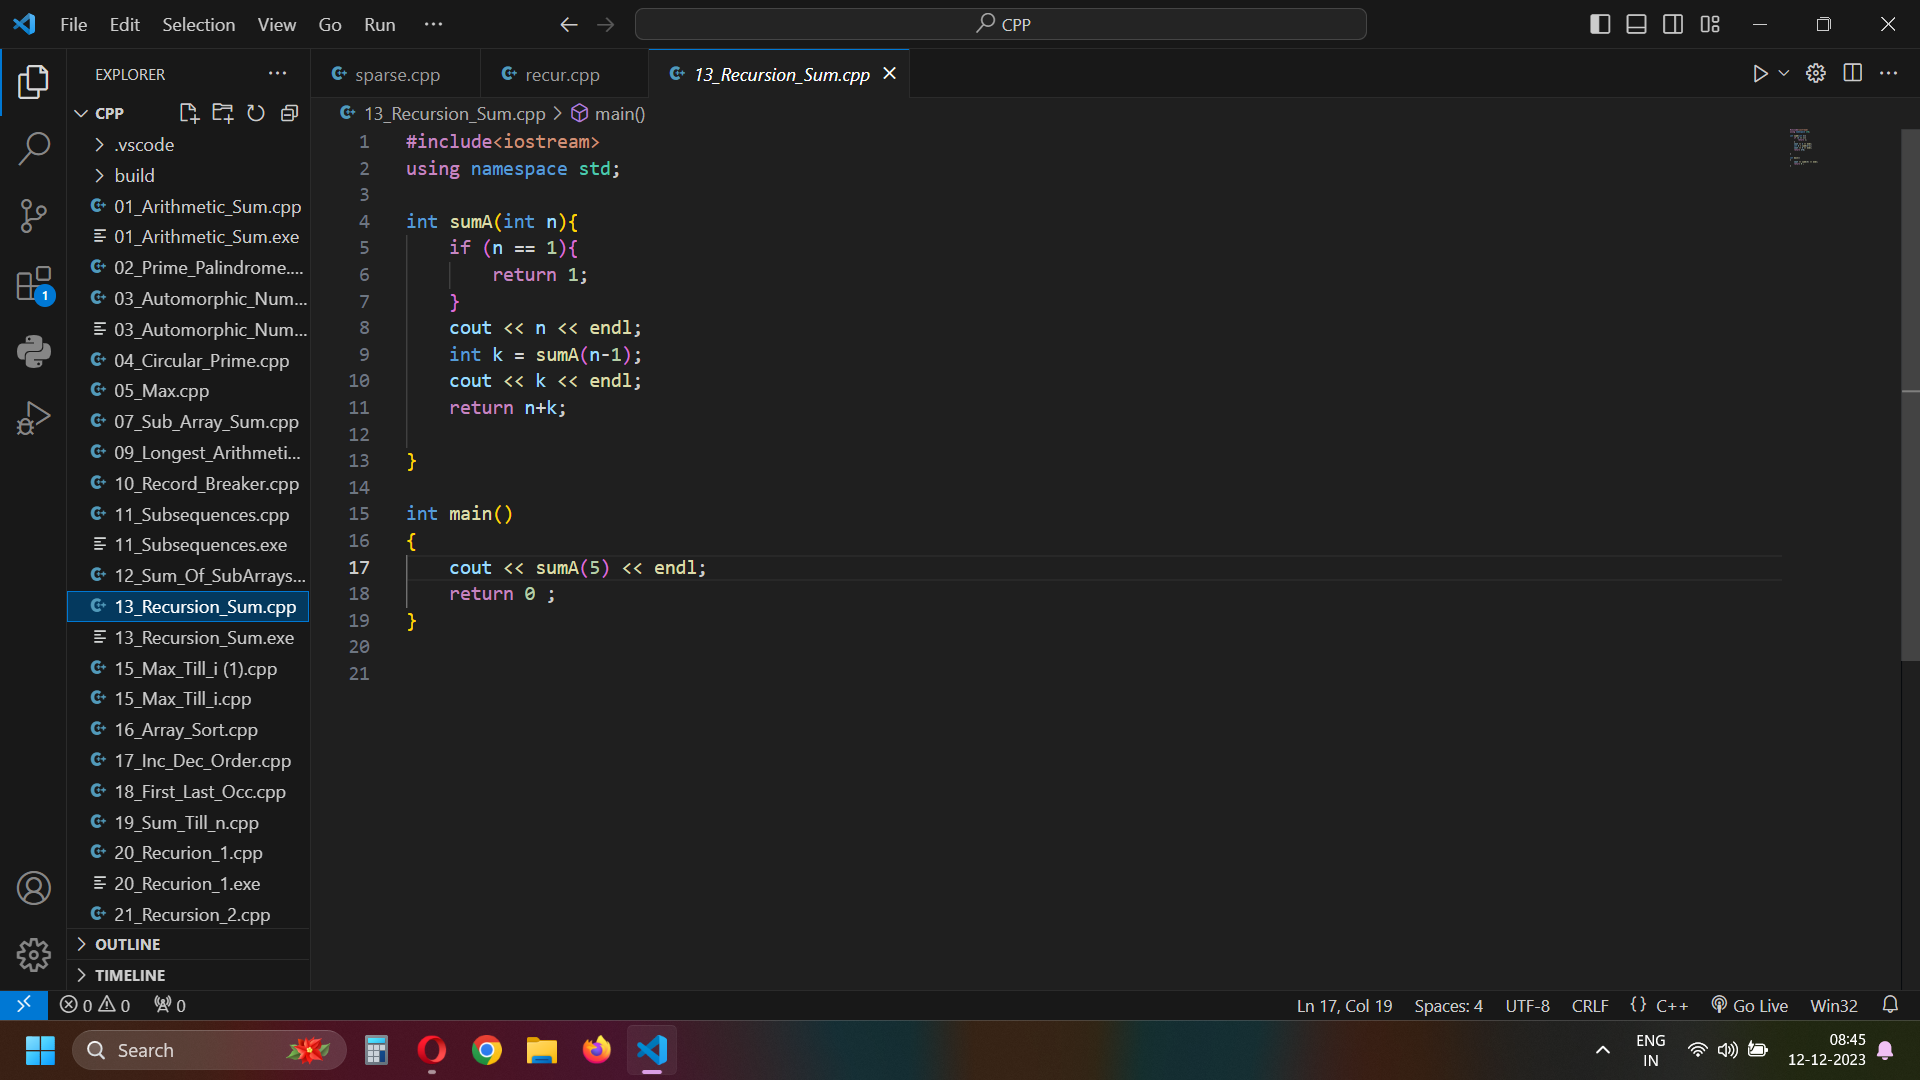 File Edit Selection View Go Run ···
CPP
EXPLORER ···
sparse.cpp
recur.cpp
13_Recursion_Sum.cpp
CPP
13_Recursion_Sum.cpp > main()
.vscode
build
01_Arithmetic_Sum.cpp
01_Arithmetic_Sum.exe
02_Prime_Palindrome....
03_Automorphic_Num...
03_Automorphic_Num...
04_Circular_Prime.cpp
05_Max.cpp
07_Sub_Array_Sum.cpp
09_Longest_Arithmeti...
10_Record_Breaker.cpp
11_Subsequences.cpp
11_Subsequences.exe
12_Sum_Of_SubArrays...
13_Recursion_Sum.cpp
13_Recursion_Sum.exe
15_Max_Till_i (1).cpp
15_Max_Till_i.cpp
16_Array_Sort.cpp
17_Inc_Dec_Order.cpp
18_First_Last_Occ.cpp
19_Sum_Till_n.cpp
20_Recurion_1.cpp
20_Recurion_1.exe
21_Recursion_2.cpp
OUTLINE
TIMELINE
1
1 #include<iostream>
2 using namespace std;
3
4 int sumA(int n){
5     if (n == 1){
6         return 1;
7     }
8     cout << n << endl;
9     int k = sumA(n-1);
10     cout << k << endl;
11     return n+k;
12
13 }
14
15 int main()
16 {
17     cout << sumA(5) << endl;
18     return 0 ;
19 }
20
21
0 0 0
Ln 17, Col 19 Spaces: 4 UTF-8 CRLF {} C++ Go Live Win32
Search
ENG
IN
08:45
12-12-2023